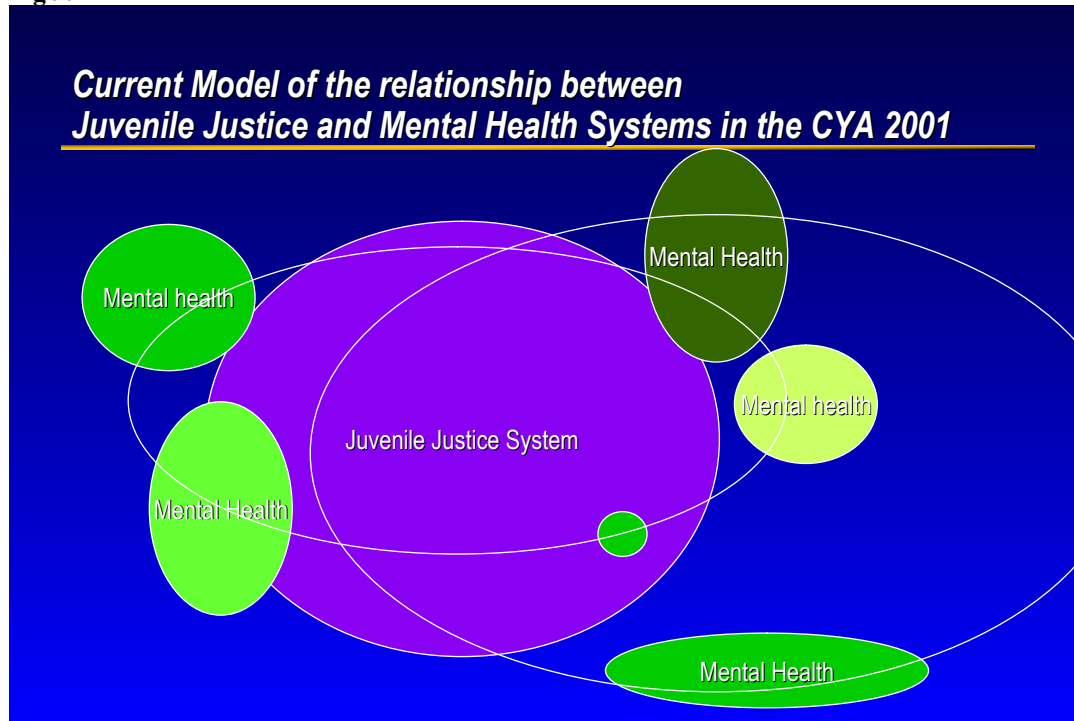 Current Model of the relationship between
Juvenile Justice and Mental Health Systems in the CYA 2001
Mental Health
Mental health
Mental health
Juvenile Justice System
Mental Health
Mental Health